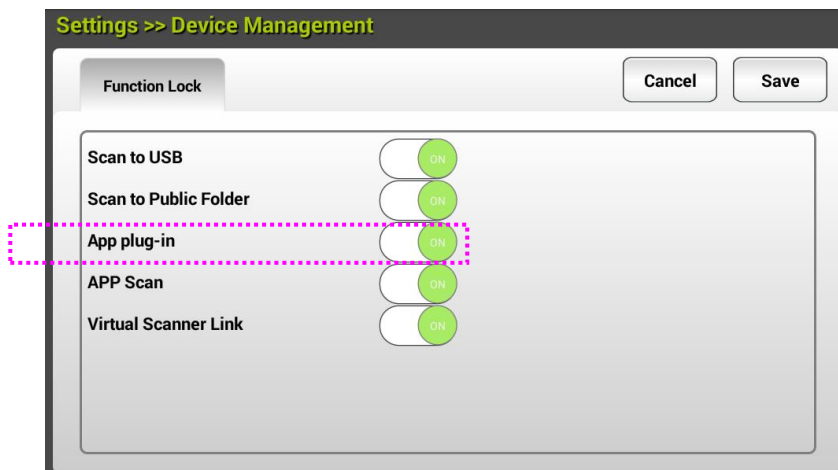 Settings >> Device Management
Function Lock
Cancel
Save
Scan to USB ON
Scan to Public Folder ON
App plug-in ON
APP Scan ON
Virtual Scanner Link ON